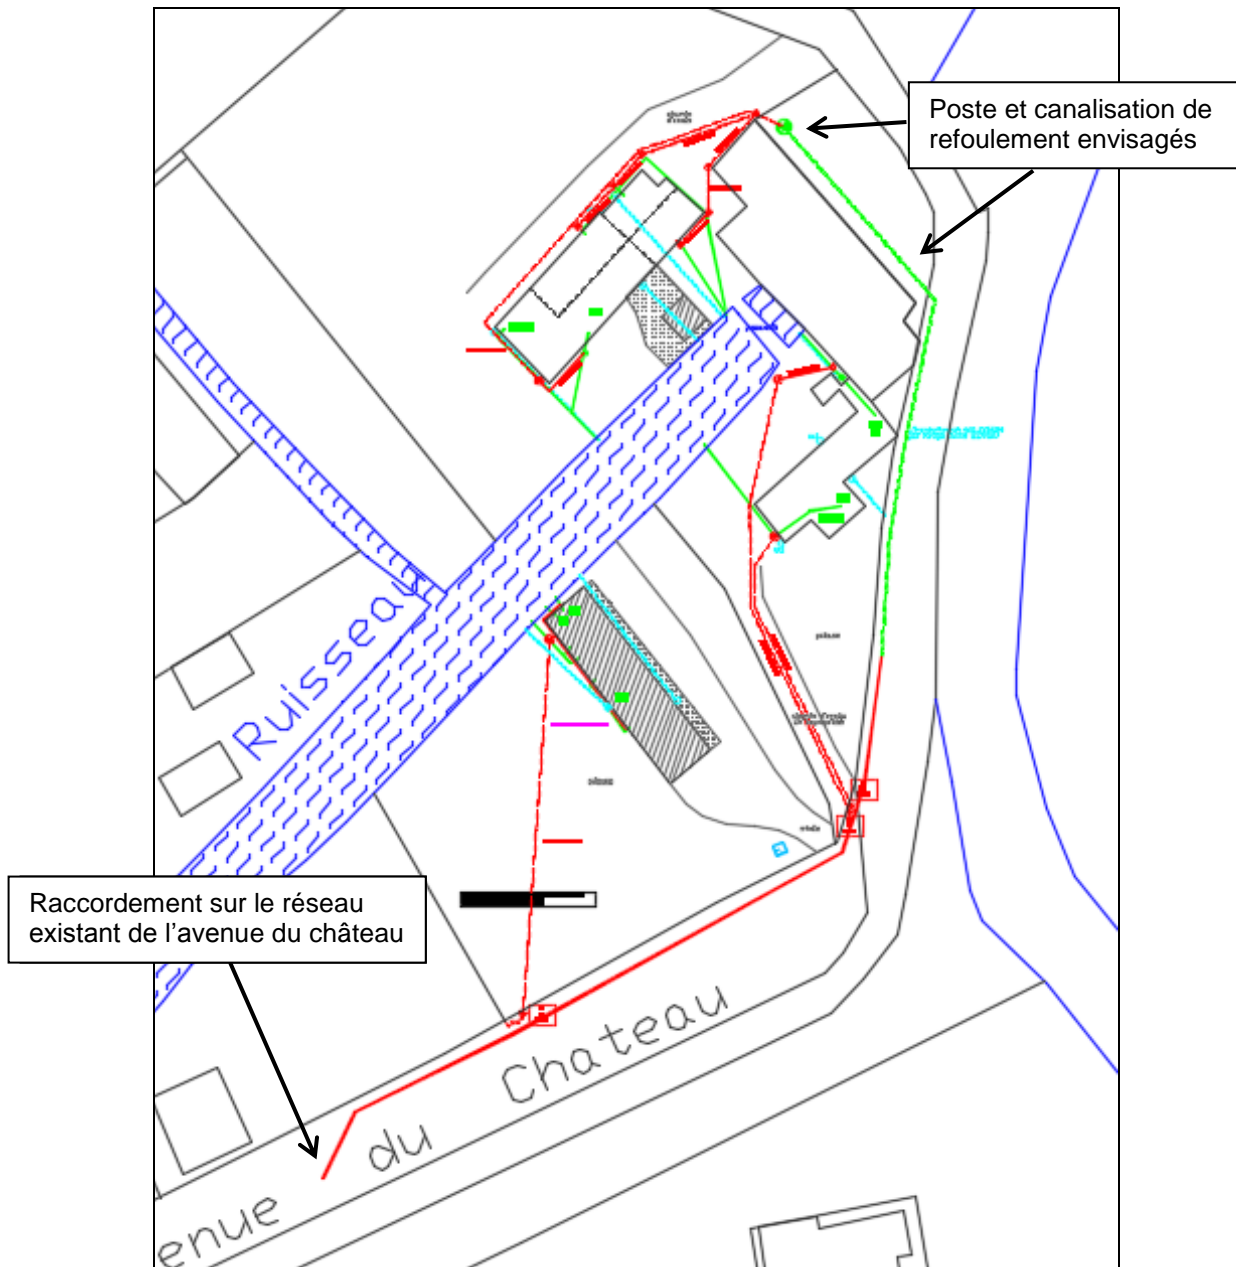 Poste et canalisation de
refoulement envisagés
Ruisseau
Raccordement sur le réseau
existant de l’avenue du château
enue du Chateau